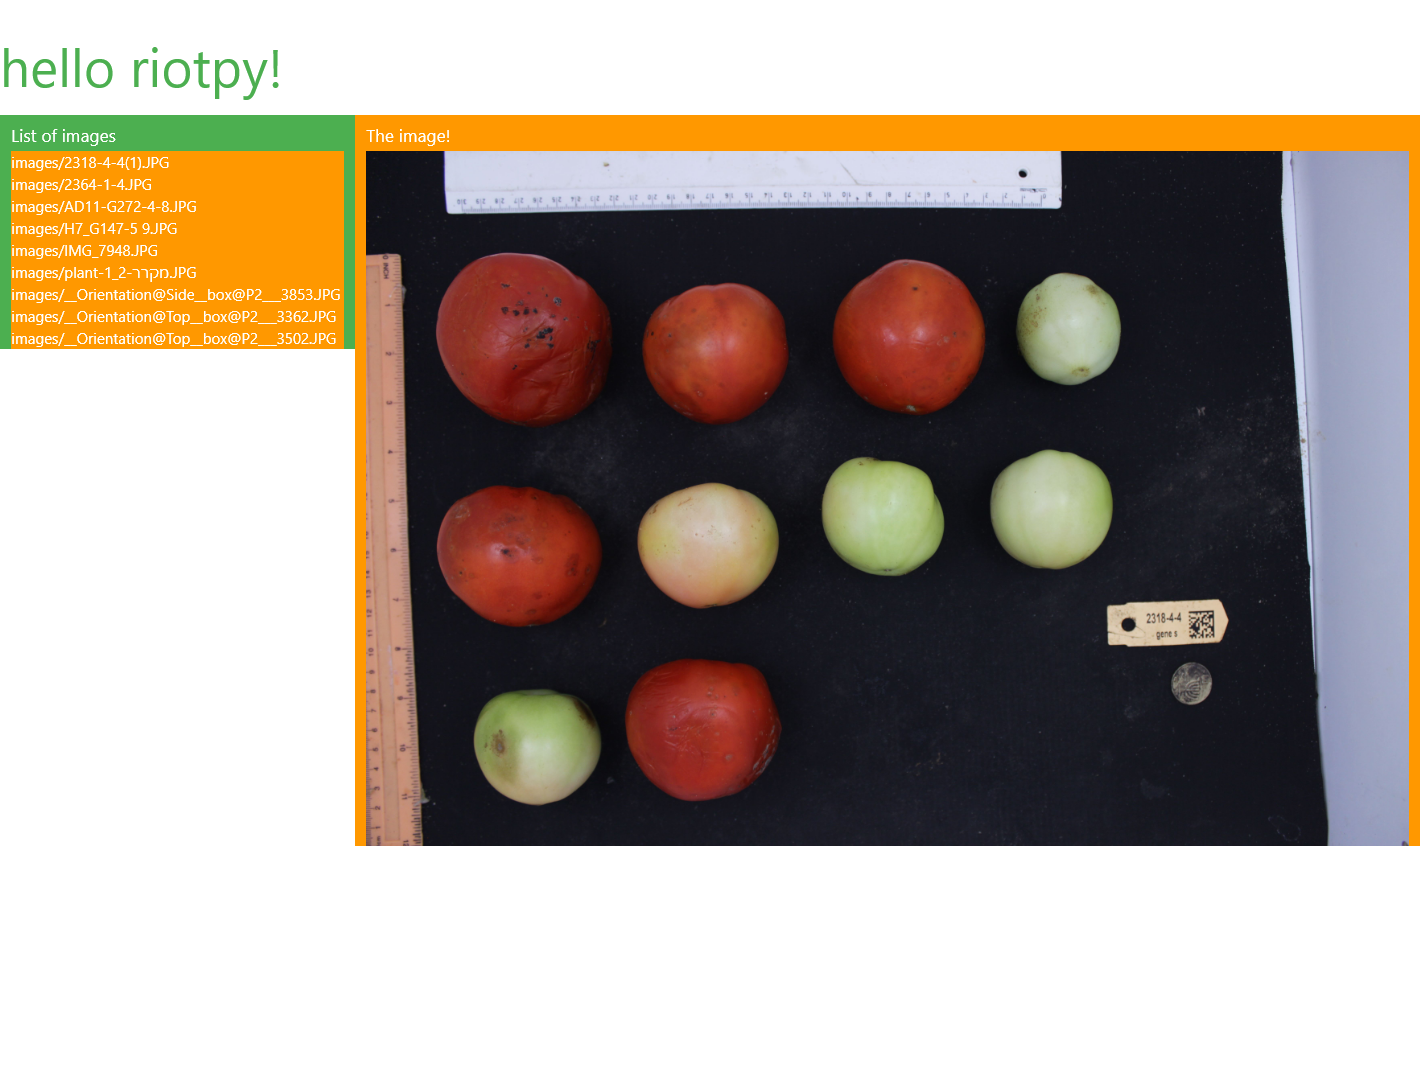 hello riotpy!
List of images
images/2318-4-4(1).JPG
images/2364-1-4.JPG
images/AD11-G272-4-8.JPG
images/H7_G147-5 9.JPG
images/IMG_7948.JPG
images/plant-1_2-מקרר.JPG
images/__Orientation@Side__box@P2___3853.JPG
images/__Orientation@Top__box@P2___3362.JPG
images/__Orientation@Top__box@P2___3502.JPG
The image!
2318-4-4
gene s